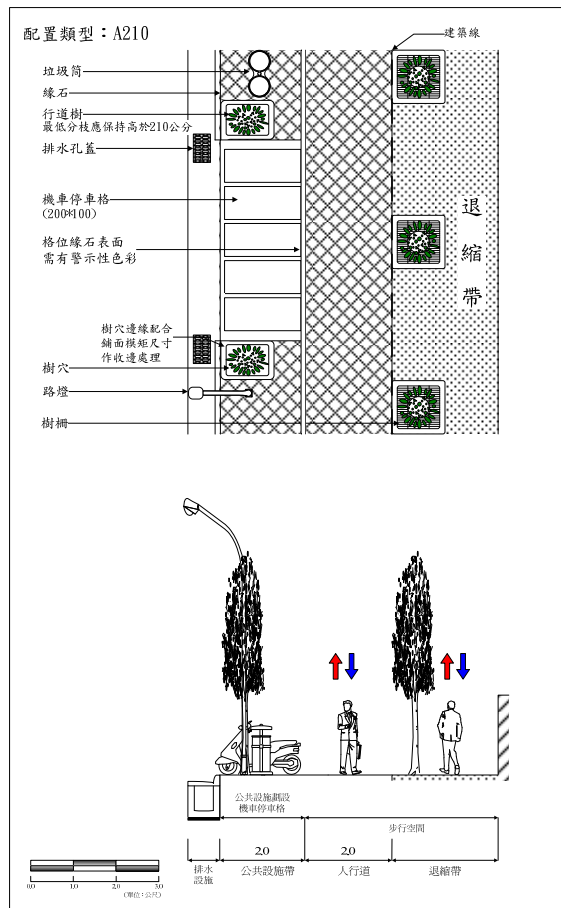 配置類型：A210
建築線
垃圾筒
緣石
行道樹
最低分枝應保持高於210公分
排水孔蓋
機車停車格
(200*100)
格位緣石表面
需有警示性色彩
退縮帶
樹穴邊緣配合
鋪面模矩尺寸
作收邊處理
樹穴
路燈
樹柵
公共設施劃設
機車停車格
步行空間
2.0
2.0
排水
設施
公共設施帶
人行道
退縮帶
0.0
1.0
2.0
3.0
(單位：公尺)